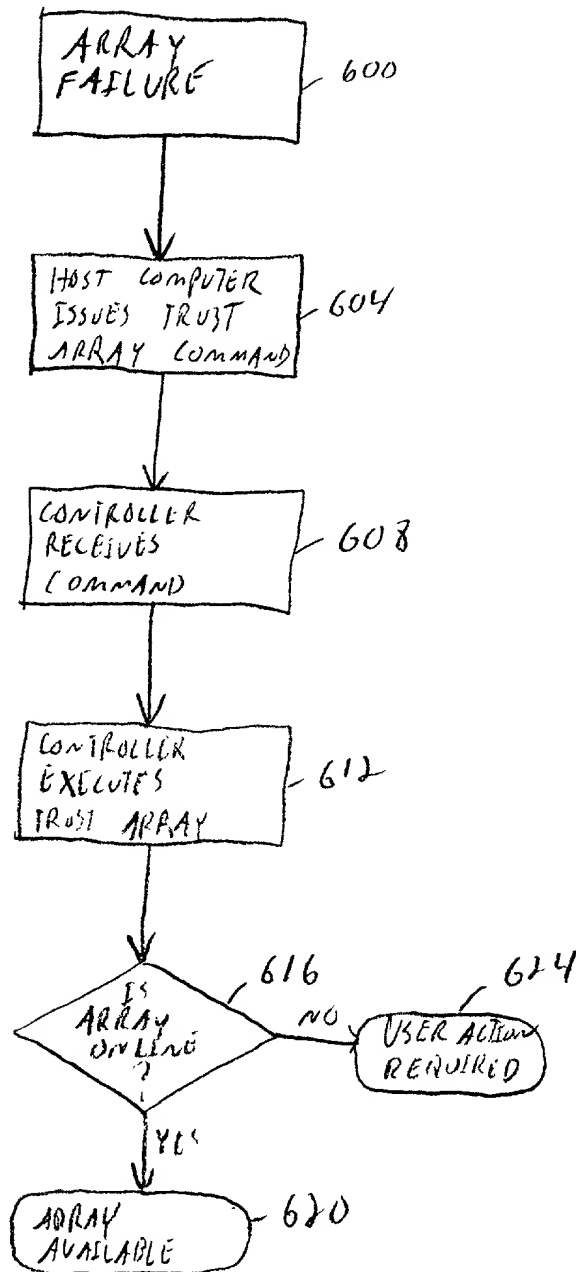 ARRAY
FAILURE
600
HOST COMPUTER
ISSUES TRUST
ARRAY COMMAND
604
CONTROLLER
RECEIVES
COMMAND
608
CONTROLLER
EXECUTES
TRUST ARRAY
612
616
IS
ARRAY
ONLINE
?
NO
624
USER ACTION
REQUIRED
YES
ARRAY
AVAILABLE
620